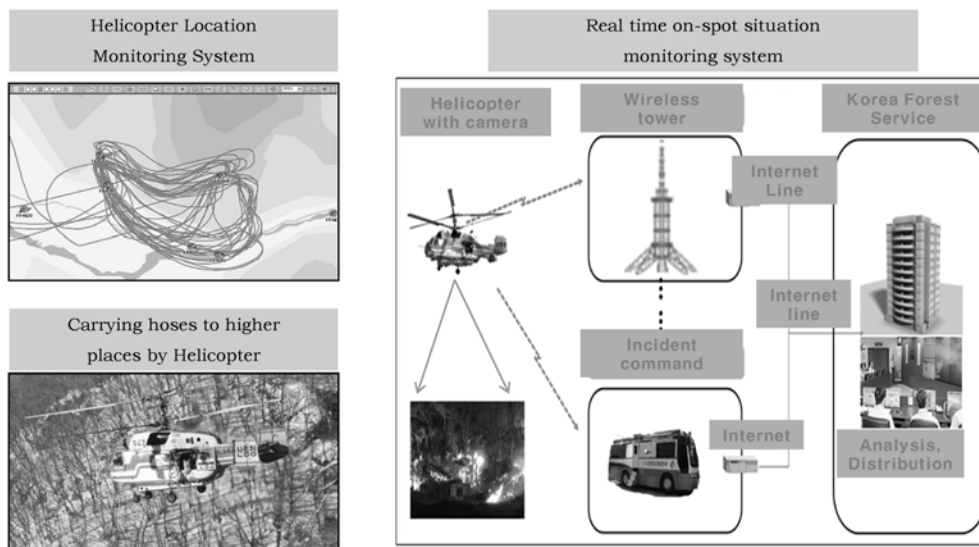 Helicopter Location
Monitoring System
Carrying hoses to higher
places by Helicopter
Real time on-spot situation
monitoring system
Helicopter
with camera
Wireless
tower
Korea Forest
Service
Internet
Line
Internet
line
Incident
command
Internet
Analysis,
Distribution